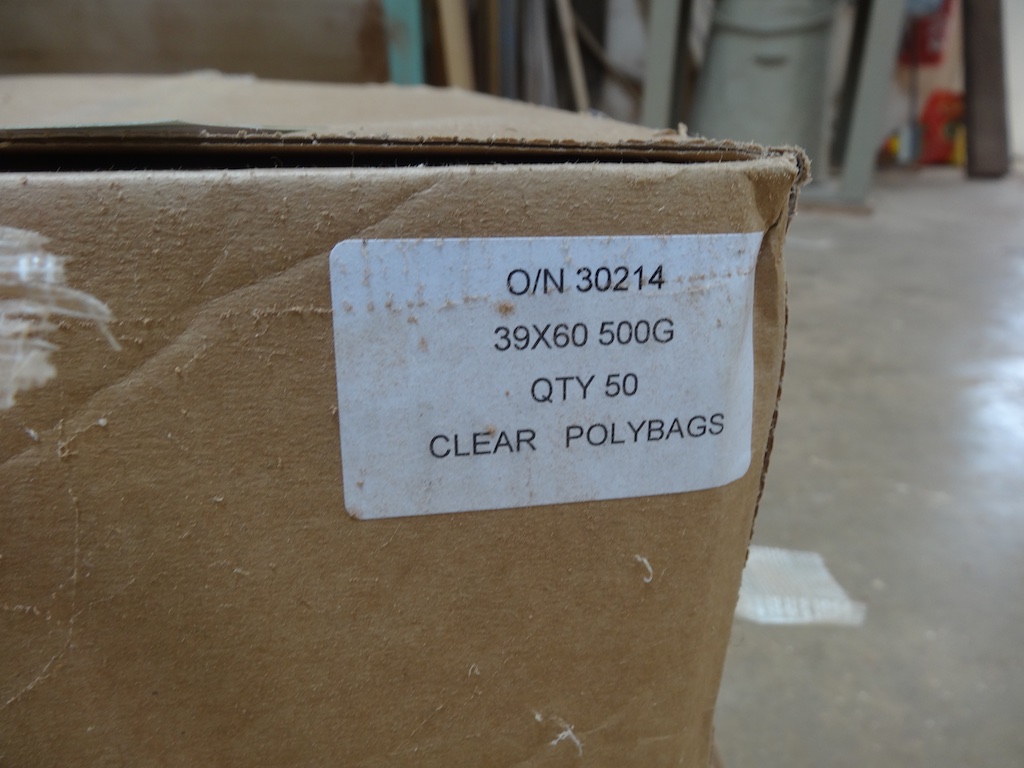 O/N 30214
39X60 500G
QTY 50
CLEAR POLYBAGS